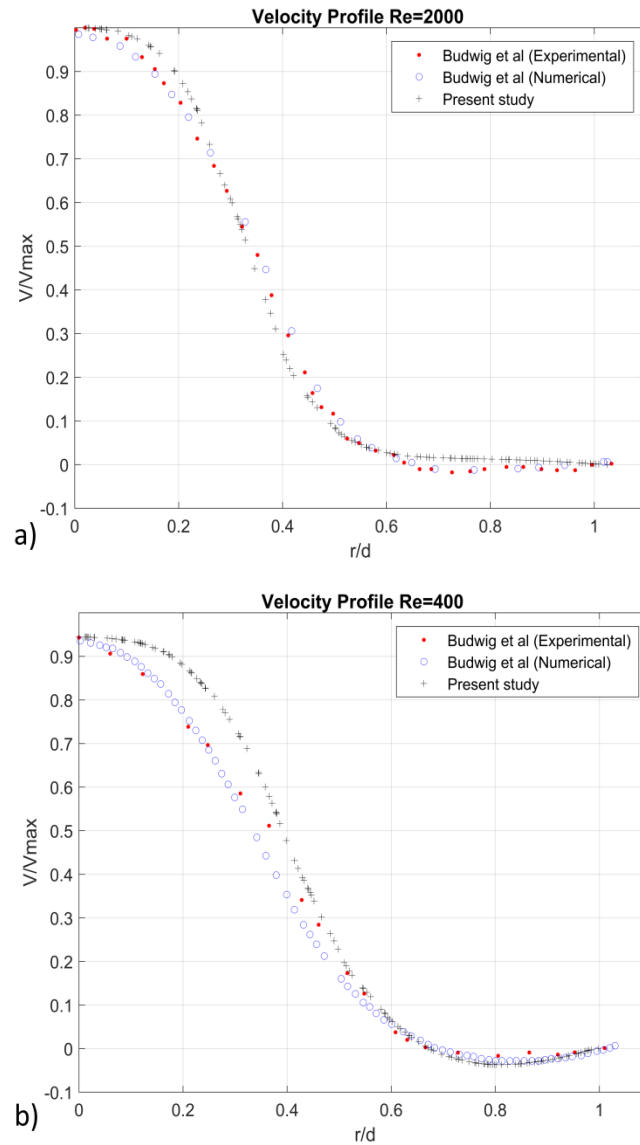 Velocity Profile Re=2000
Budwig et al (Experimental)
Budwig et al (Numerical)
Present study
V/Vmax
0.9
0.8
0.7
0.6
0.5
0.4
0.3
0.2
0.1
0
-0.1
0
0.2
0.4
0.6
0.8
1
r/d
a)
Velocity Profile Re=400
Budwig et al (Experimental)
Budwig et al (Numerical)
Present study
V/Vmax
0.9
0.8
0.7
0.6
0.5
0.4
0.3
0.2
0.1
0
-0.1
0
0.2
0.4
0.6
0.8
1
r/d
b)